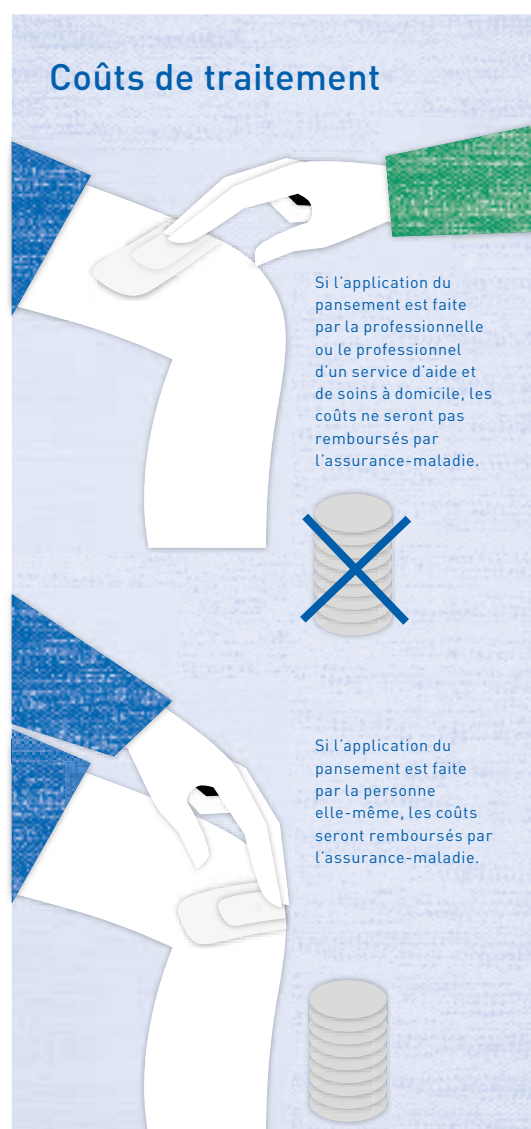 Coûts de traitement
Si l’application du
pansement est faite
par la professionnelle
ou le professionnel
d’un service d’aide et
de soins à domicile, les
coûts ne seront pas
remboursés par
l’assurance-maladie.
Si l’application du
pansement est faite
par la personne
elle-même, les coûts
seront remboursés par
l’assurance-maladie.